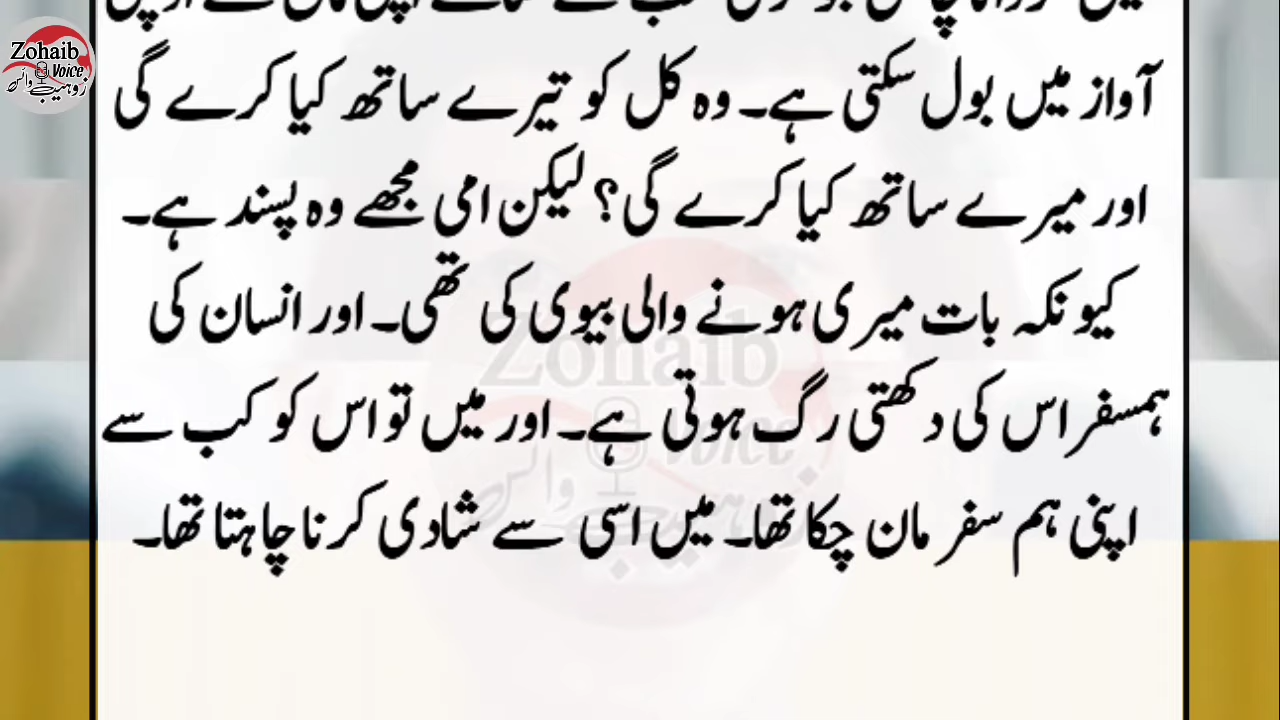 Zohaib
Voice
زوہیب وائس
آواز میں بول سکتی ہے۔ وہ کل کو تیرے ساتھ کیا کرے گی
اور میرے ساتھ کیا کرے گی؟ لیکن امی مجھے وہ پسند ہے۔
کیونکہ بات میری ہونے والی بیوی کی تھی۔ اور انسان کی
ہمسفر اس کی دکھتی رگ ہوتی ہے۔ اور میں تو اس کو کب سے
اپنی ہم سفر مان چکا تھا۔ میں اسی سے شادی کرنا چاہتا تھا۔